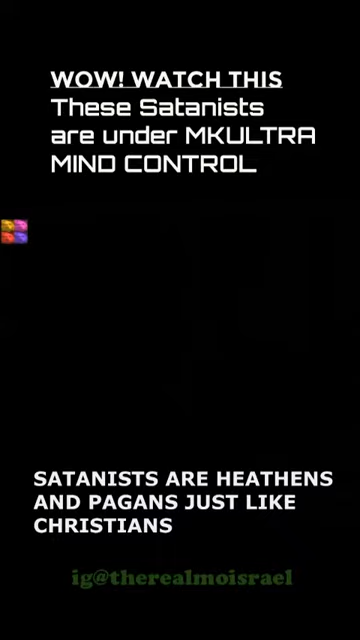 WOW! WATCH THIS
These Satanists
are under MKULTRA
MIND CONTROL
SATANISTS ARE HEATHENS
AND PAGANS JUST LIKE
CHRISTIANS
ig@therealmoisrael